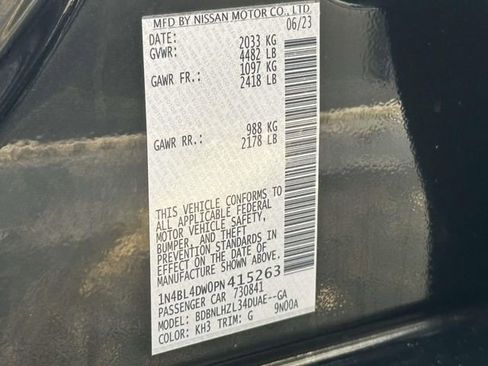 MFD BY NISSAN MOTOR CO., LTD.
06/23
DATE:
GVWR: 2033 KG
4482 LB
GAWR FR.: 1097 KG
2418 LB
GAWR RR.: 988 KG
2178 LB
THIS VEHICLE CONFORMS TO
ALL APPLICABLE FEDERAL
MOTOR VEHICLE SAFETY,
BUMPER, AND THEFT
PREVENTION STANDARDS IN
EFFECT ON THE DATE OF
MANUFACTURE SHOWN ABOVE.
1N4BL4DW0PN415263
PASSENGER CAR 730841
MODEL: BDBNLHZL34DUAE--GA
COLOR: KH3 TRIM: G 9N00A